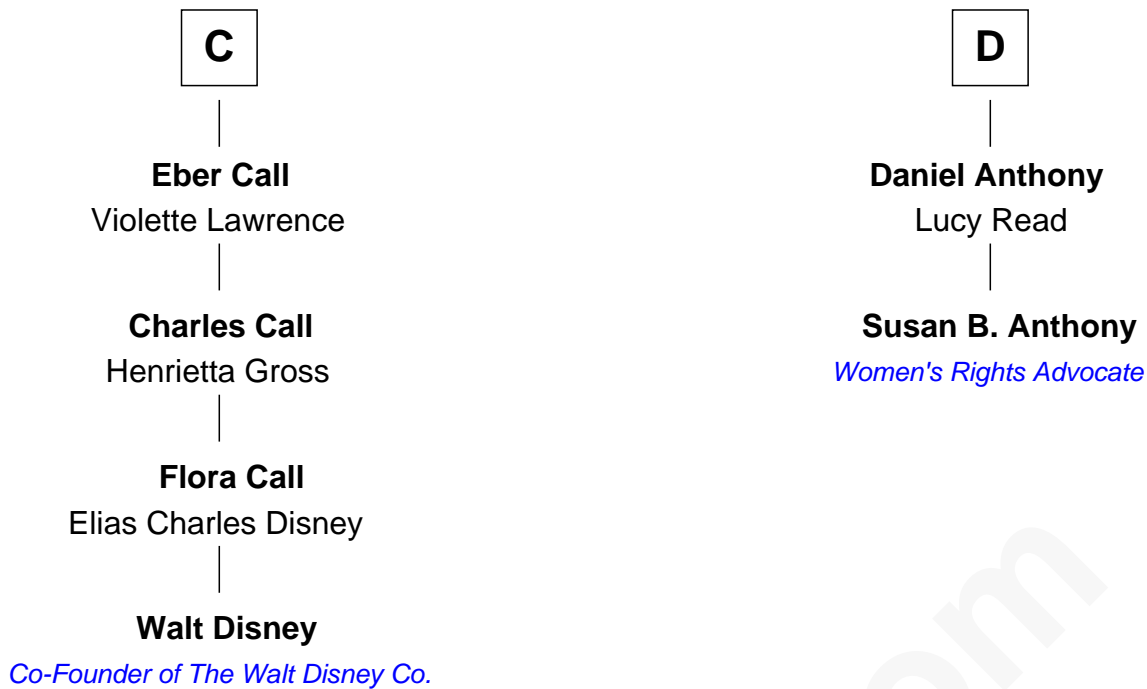 C
Eber Call
Violette Lawrence
Charles Call
Henrietta Gross
Flora Call
Elias Charles Disney
Walt Disney
Co-Founder of The Walt Disney Co.
D
Daniel Anthony
Lucy Read
Susan B. Anthony
Women's Rights Advocate
om